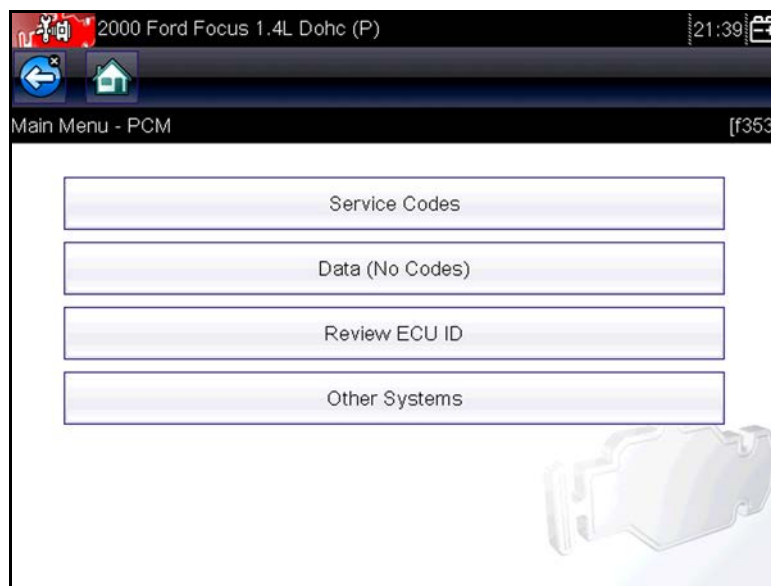 2000 Ford Focus 1.4L Dohc (P) 21:39
Main Menu - PCM [f353
Service Codes
Data (No Codes)
Review ECU ID
Other Systems